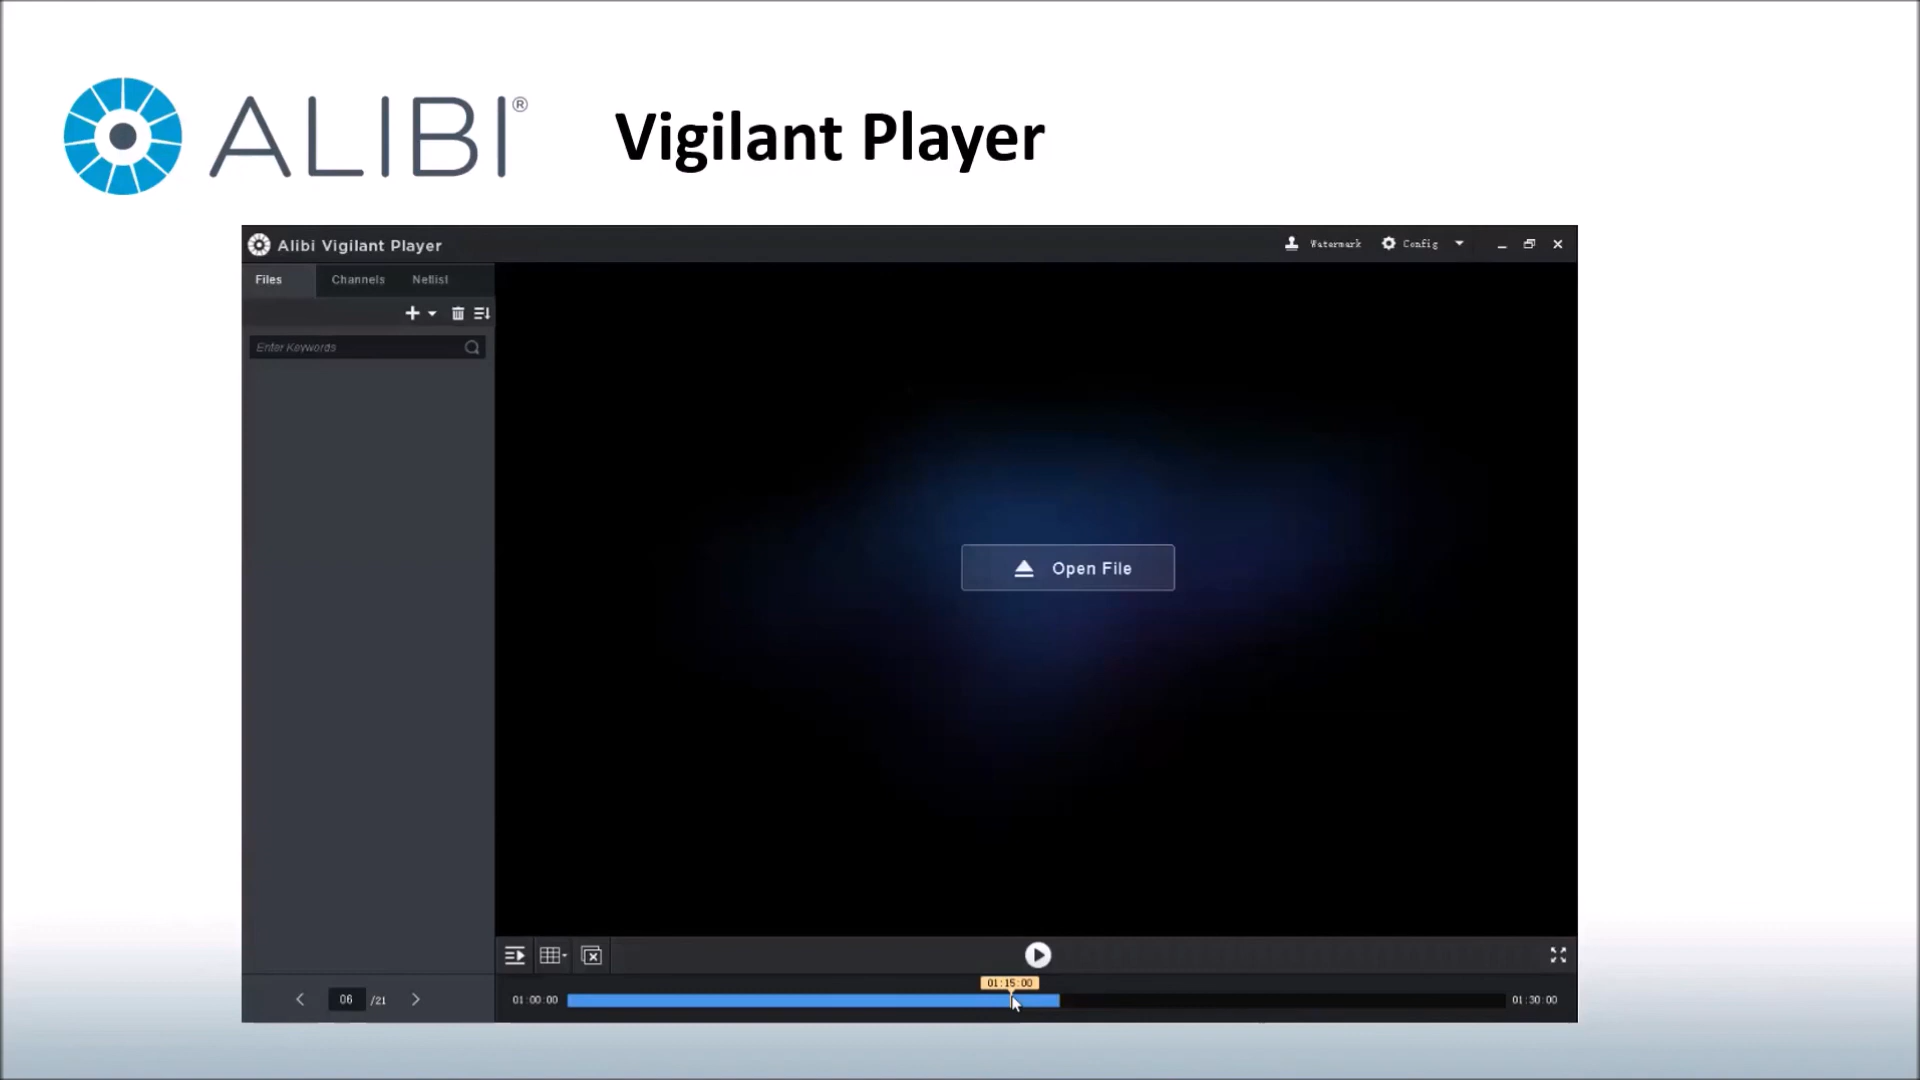 ALIBI®
Vigilant Player
Alibi Vigilant Player
Watermark
Config
Files
Channels
Netlist
Enter Keywords
Open File
06
/21
01:00:00
01:15:00
01:30:00